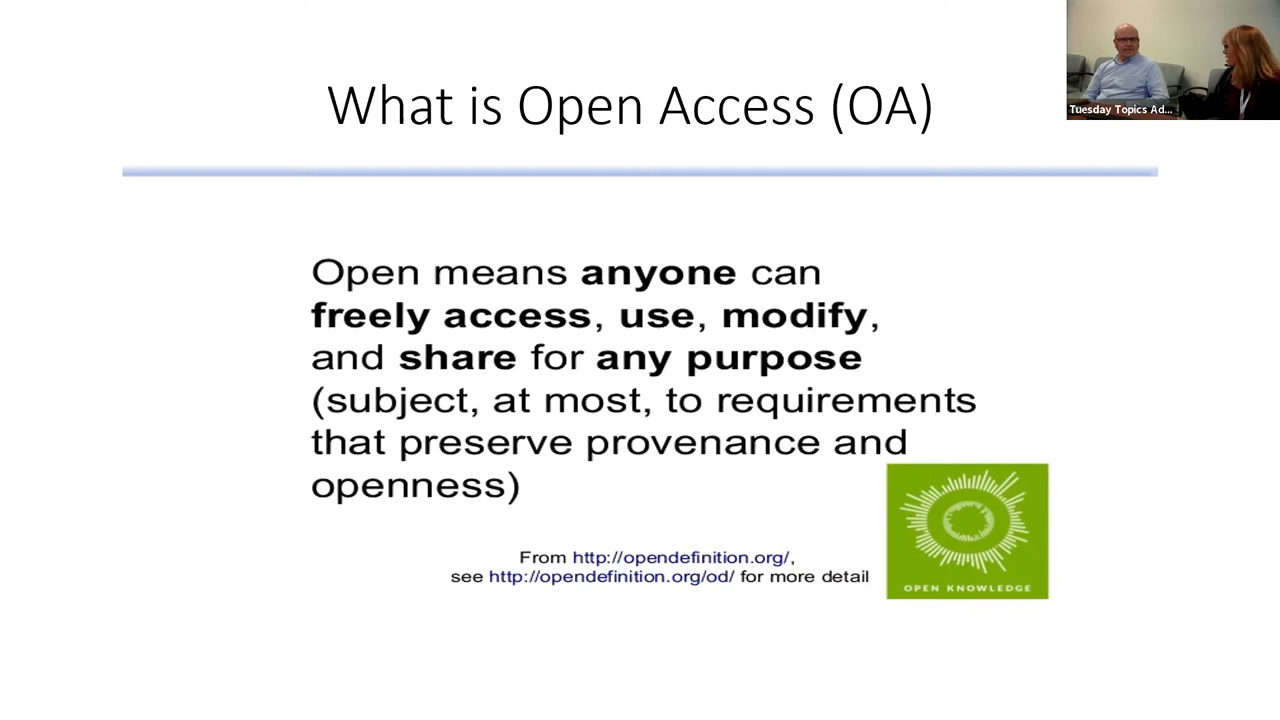 What is Open Access (OA)
Tuesday Topics Ad...
Open means anyone can
freely access, use, modify,
and share for any purpose
(subject, at most, to requirements
that preserve provenance and
openness)
From http://opendefinition.org/,
see http://opendefinition.org/od/ for more detail
OPEN KNOWLEDGE